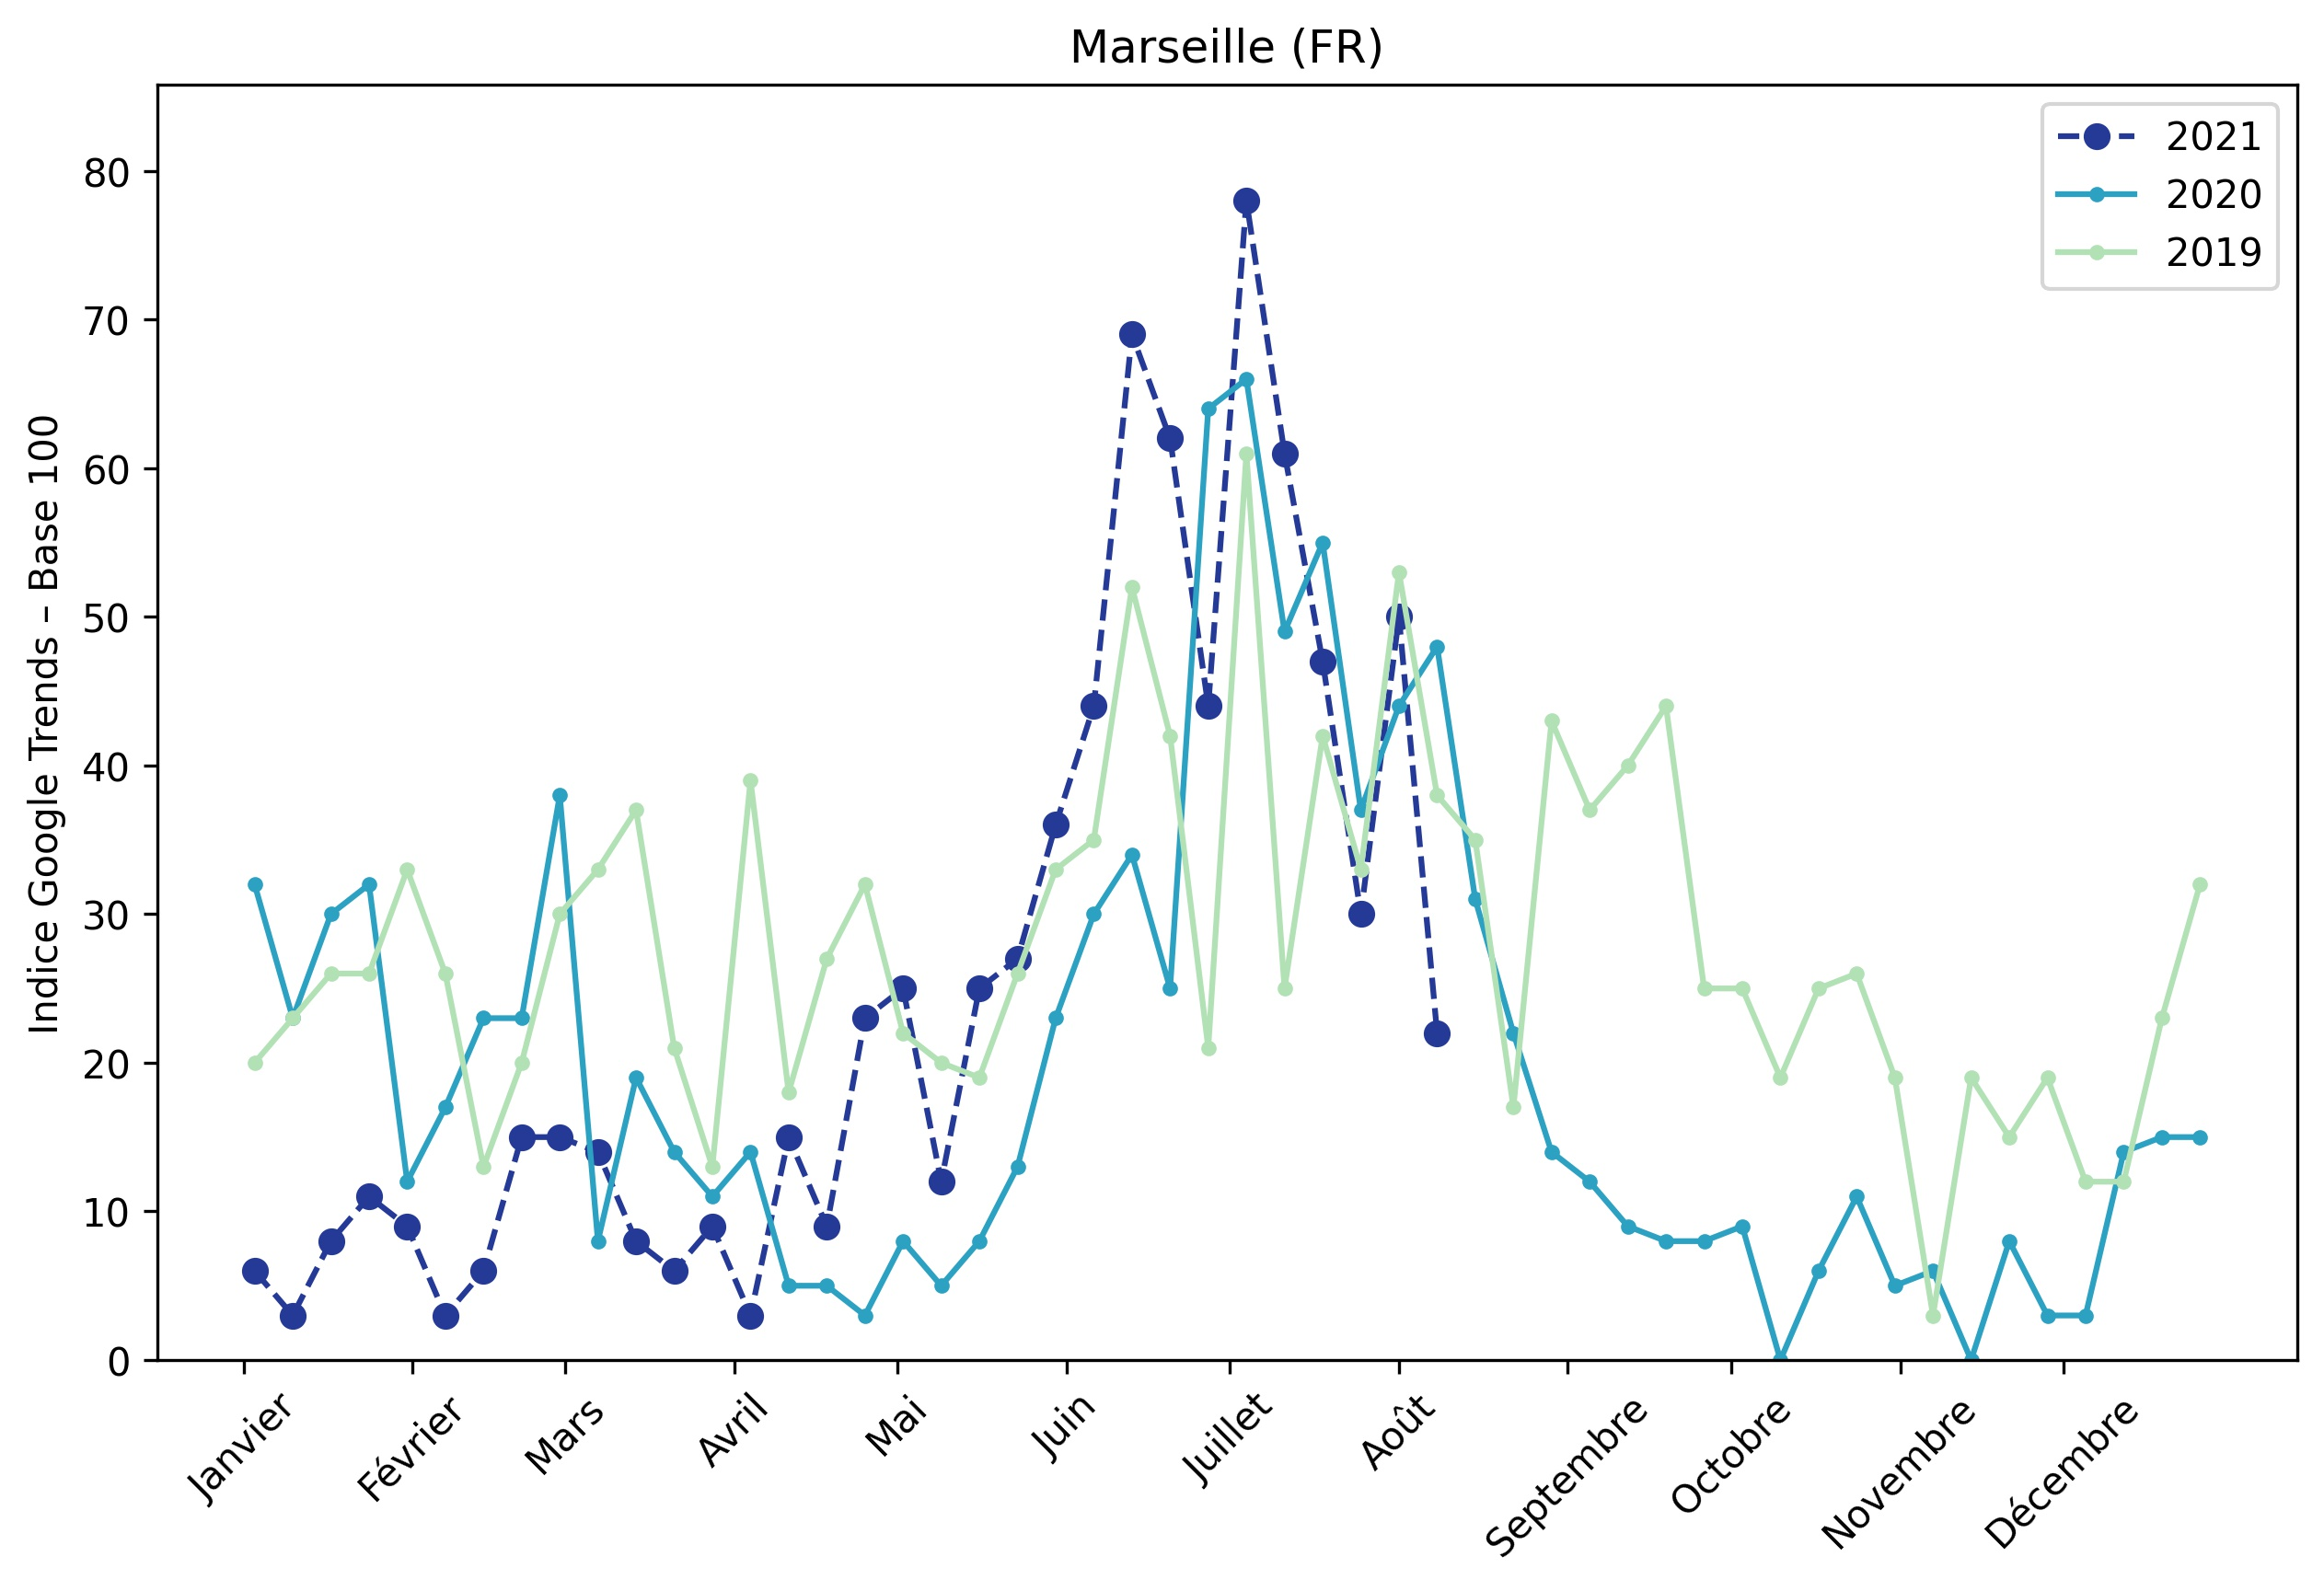 Marseille (FR)
2021
2020
2019
Indice Google Trends – Base 100
80
70
60
50
40
30
20
10
0
Janvier
Février
Mars
Avril
Mai
Juin
Juillet
Août
Septembre
Octobre
Novembre
Décembre